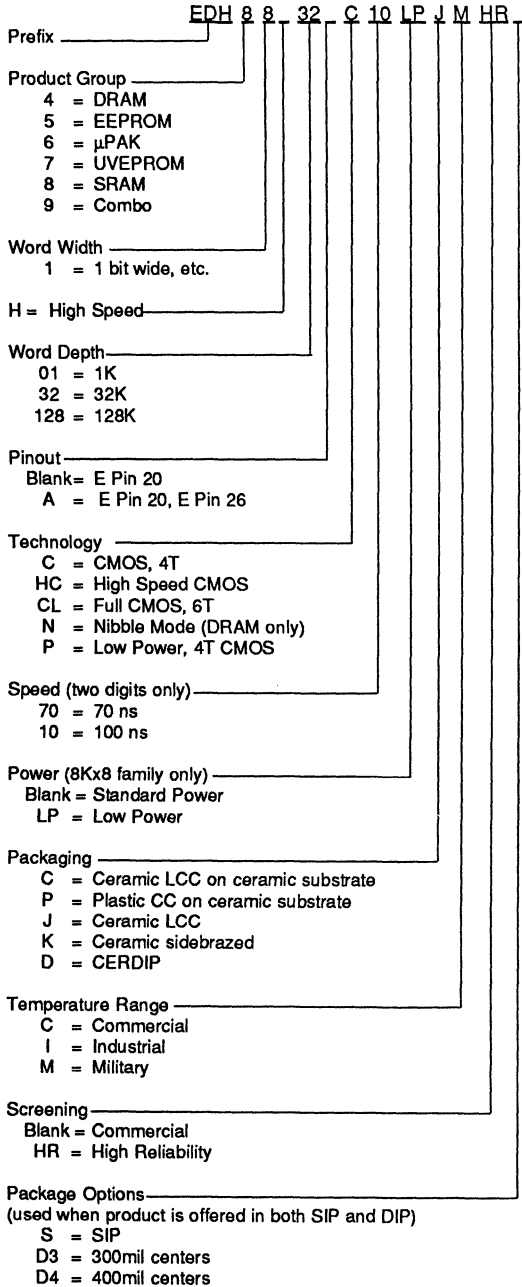 EDH 8 8 _ 32 _ C 10 LP J M HR _
Prefix
Product Group
4 = DRAM
5 = EEPROM
6 = µPAK
7 = UVEPROM
8 = SRAM
9 = Combo
Word Width
1 = 1 bit wide, etc.
H = High Speed
Word Depth
01 = 1K
32 = 32K
128 = 128K
Pinout
Blank= E Pin 20
A = E Pin 20, E Pin 26
Technology
C = CMOS, 4T
HC = High Speed CMOS
CL = Full CMOS, 6T
N = Nibble Mode (DRAM only)
P = Low Power, 4T CMOS
Speed (two digits only)
70 = 70 ns
10 = 100 ns
Power (8Kx8 family only)
Blank = Standard Power
LP = Low Power
Packaging
C = Ceramic LCC on ceramic substrate
P = Plastic CC on ceramic substrate
J = Ceramic LCC
K = Ceramic sidebrazed
D = CERDIP
Temperature Range
C = Commercial
I = Industrial
M = Military
Screening
Blank = Commercial
HR = High Reliability
Package Options
(used when product is offered in both SIP and DIP)
S = SIP
D3 = 300mil centers
D4 = 400mil centers